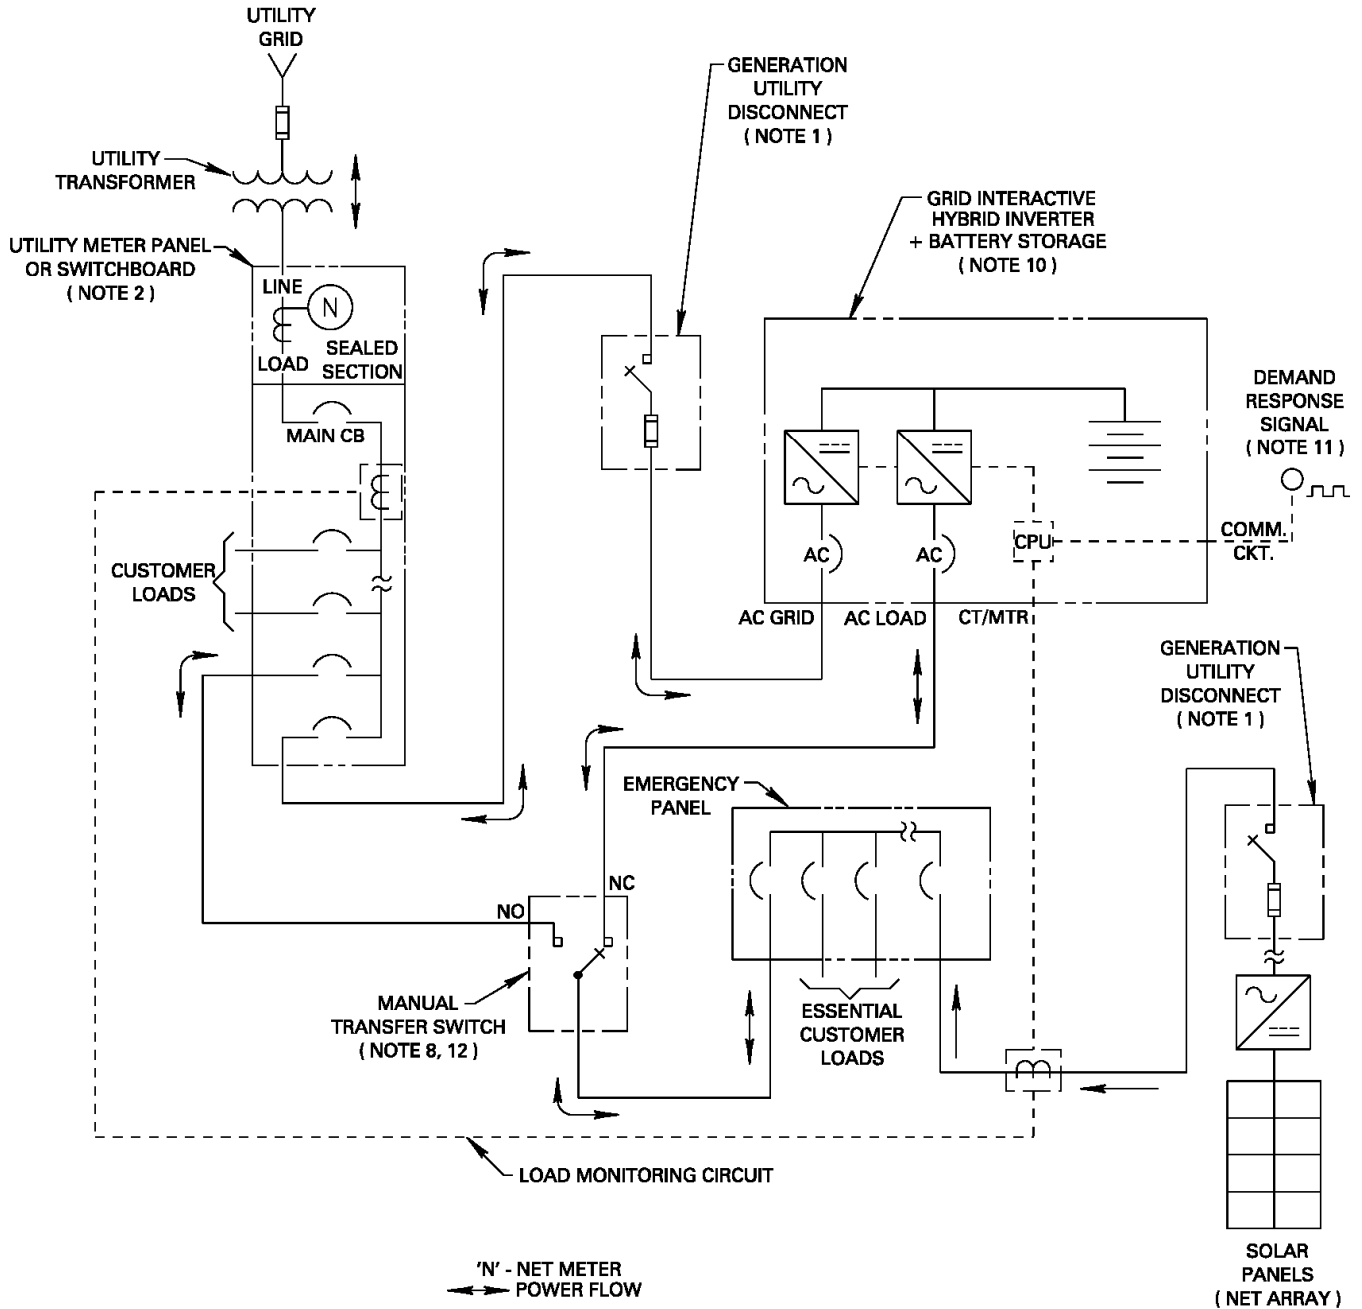 UTILITY
GRID
GENERATION
UTILITY
DISCONNECT
( NOTE 1 )
UTILITY
TRANSFORMER
GRID INTERACTIVE
HYBRID INVERTER
+ BATTERY STORAGE
( NOTE 10 )
UTILITY METER PANEL
OR SWITCHBOARD
( NOTE 2 )
LINE
N
LOAD
SEALED
SECTION
MAIN CB
DEMAND
RESPONSE
SIGNAL
( NOTE 11 )
CUSTOMER
LOADS
AC
AC
CPU
COMM.
CKT.
AC GRID
AC LOAD
CT/MTR
GENERATION
UTILITY
DISCONNECT
( NOTE 1 )
EMERGENCY
PANEL
NC
NO
MANUAL
TRANSFER SWITCH
( NOTE 8, 12 )
ESSENTIAL
CUSTOMER
LOADS
LOAD MONITORING CIRCUIT
SOLAR
PANELS
( NET ARRAY )
'N' - NET METER
POWER FLOW